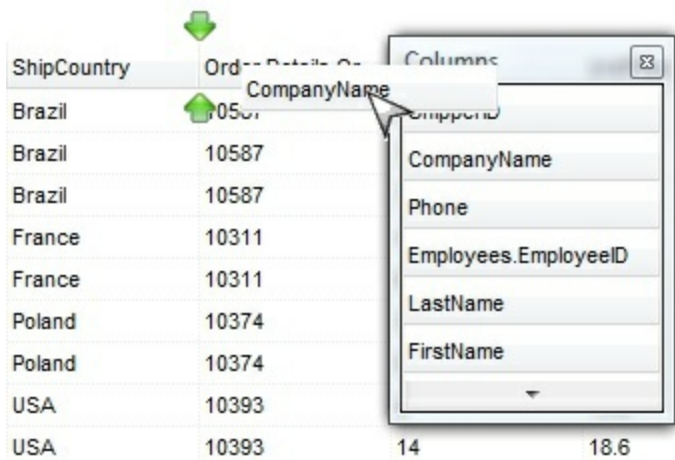 ShipCountry Columns
CompanyName
Brazil
Brazil 10587 CompanyName
Brazil 10587 Phone
France 10311 Employees.EmployeeID
France 10311
Poland 10374 LastName
Poland 10374 FirstName
USA 10393
USA 10393 14 18.6